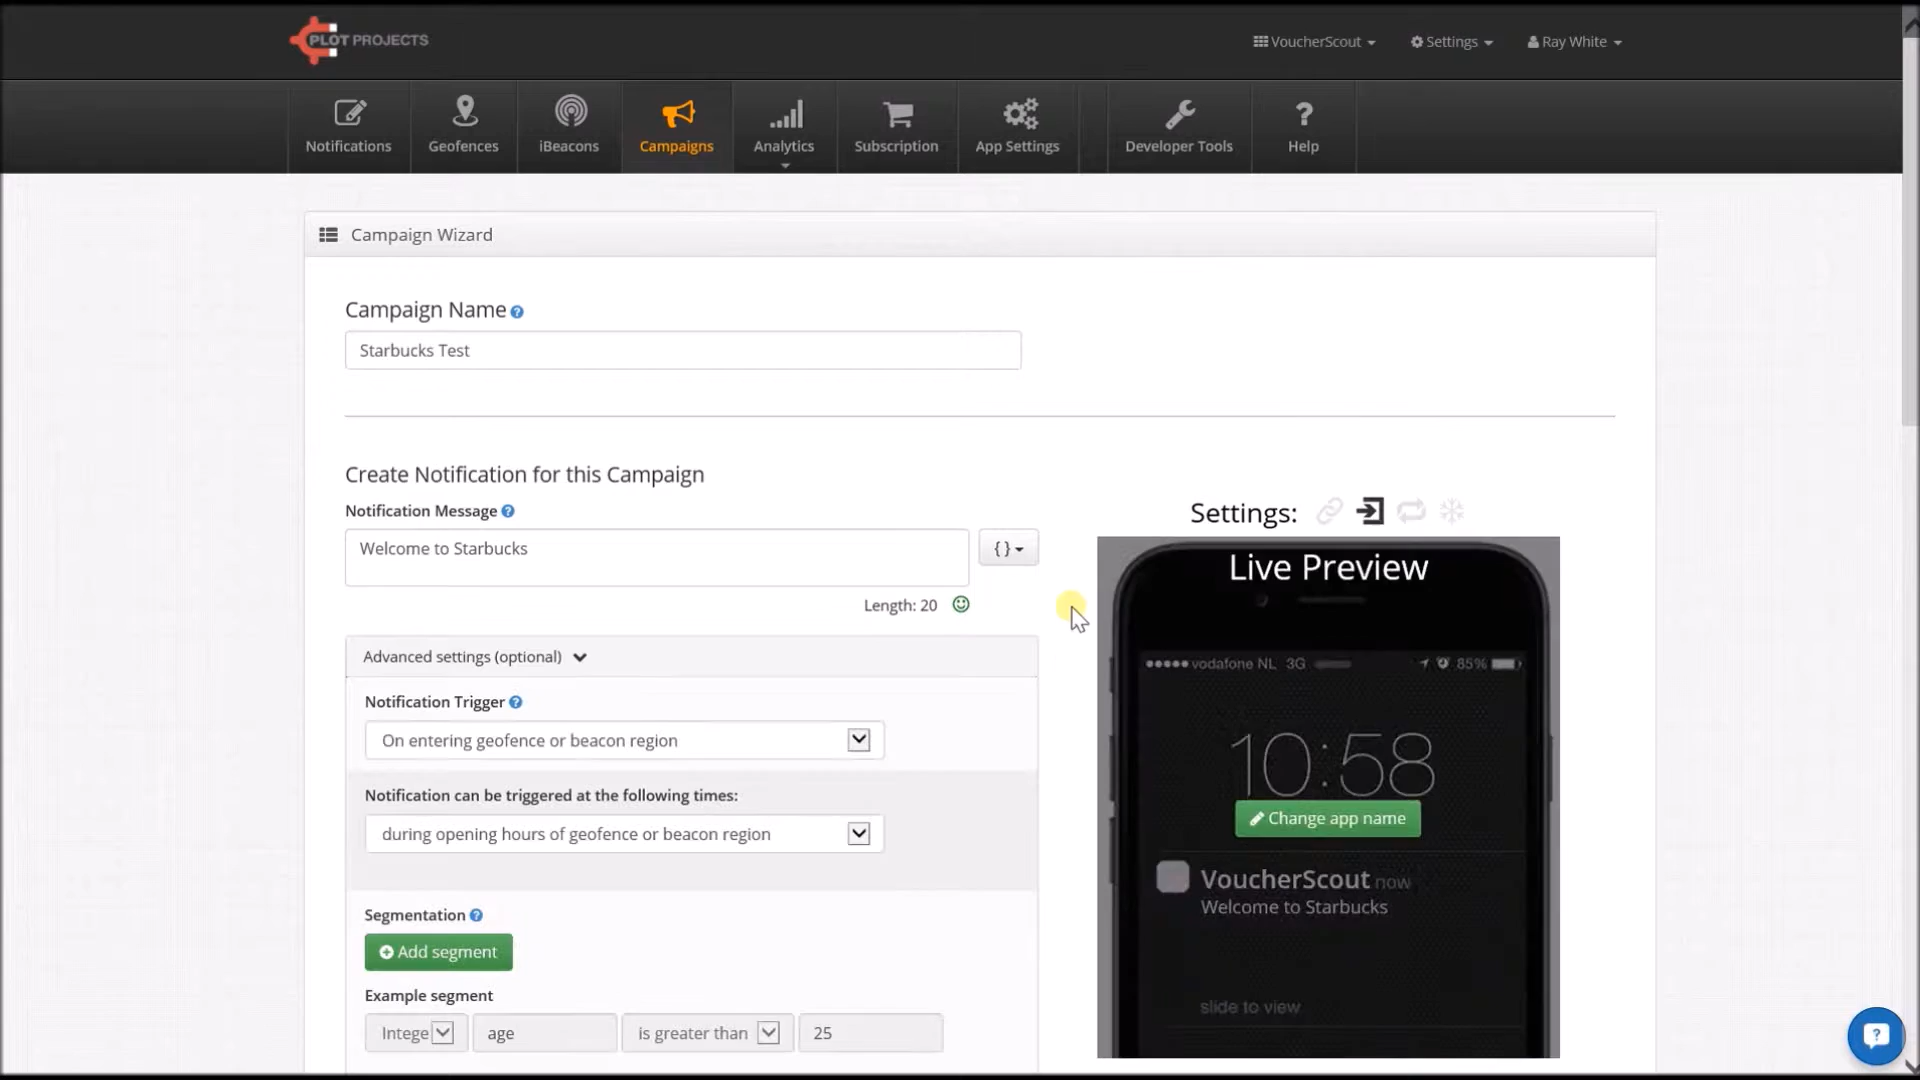 PLOT PROJECTS
VoucherScout
Settings
Ray White
Notifications
Geofences
iBeacons
Campaigns
Analytics
Subscription
App Settings
Developer Tools
? Help
Campaign Wizard
Campaign Name ?
Starbucks Test
Create Notification for this Campaign
Notification Message ?
Welcome to Starbucks
{ }
Length: 20
Settings:
Live Preview
vodafone NL 3G 85%
10:58
Change app name
VoucherScout now
Welcome to Starbucks
slide to view
Advanced settings (optional)
Notification Trigger ?
On entering geofence or beacon region
Notification can be triggered at the following times:
during opening hours of geofence or beacon region
Segmentation ?
Add segment
Example segment
Intege age is greater than 25
?